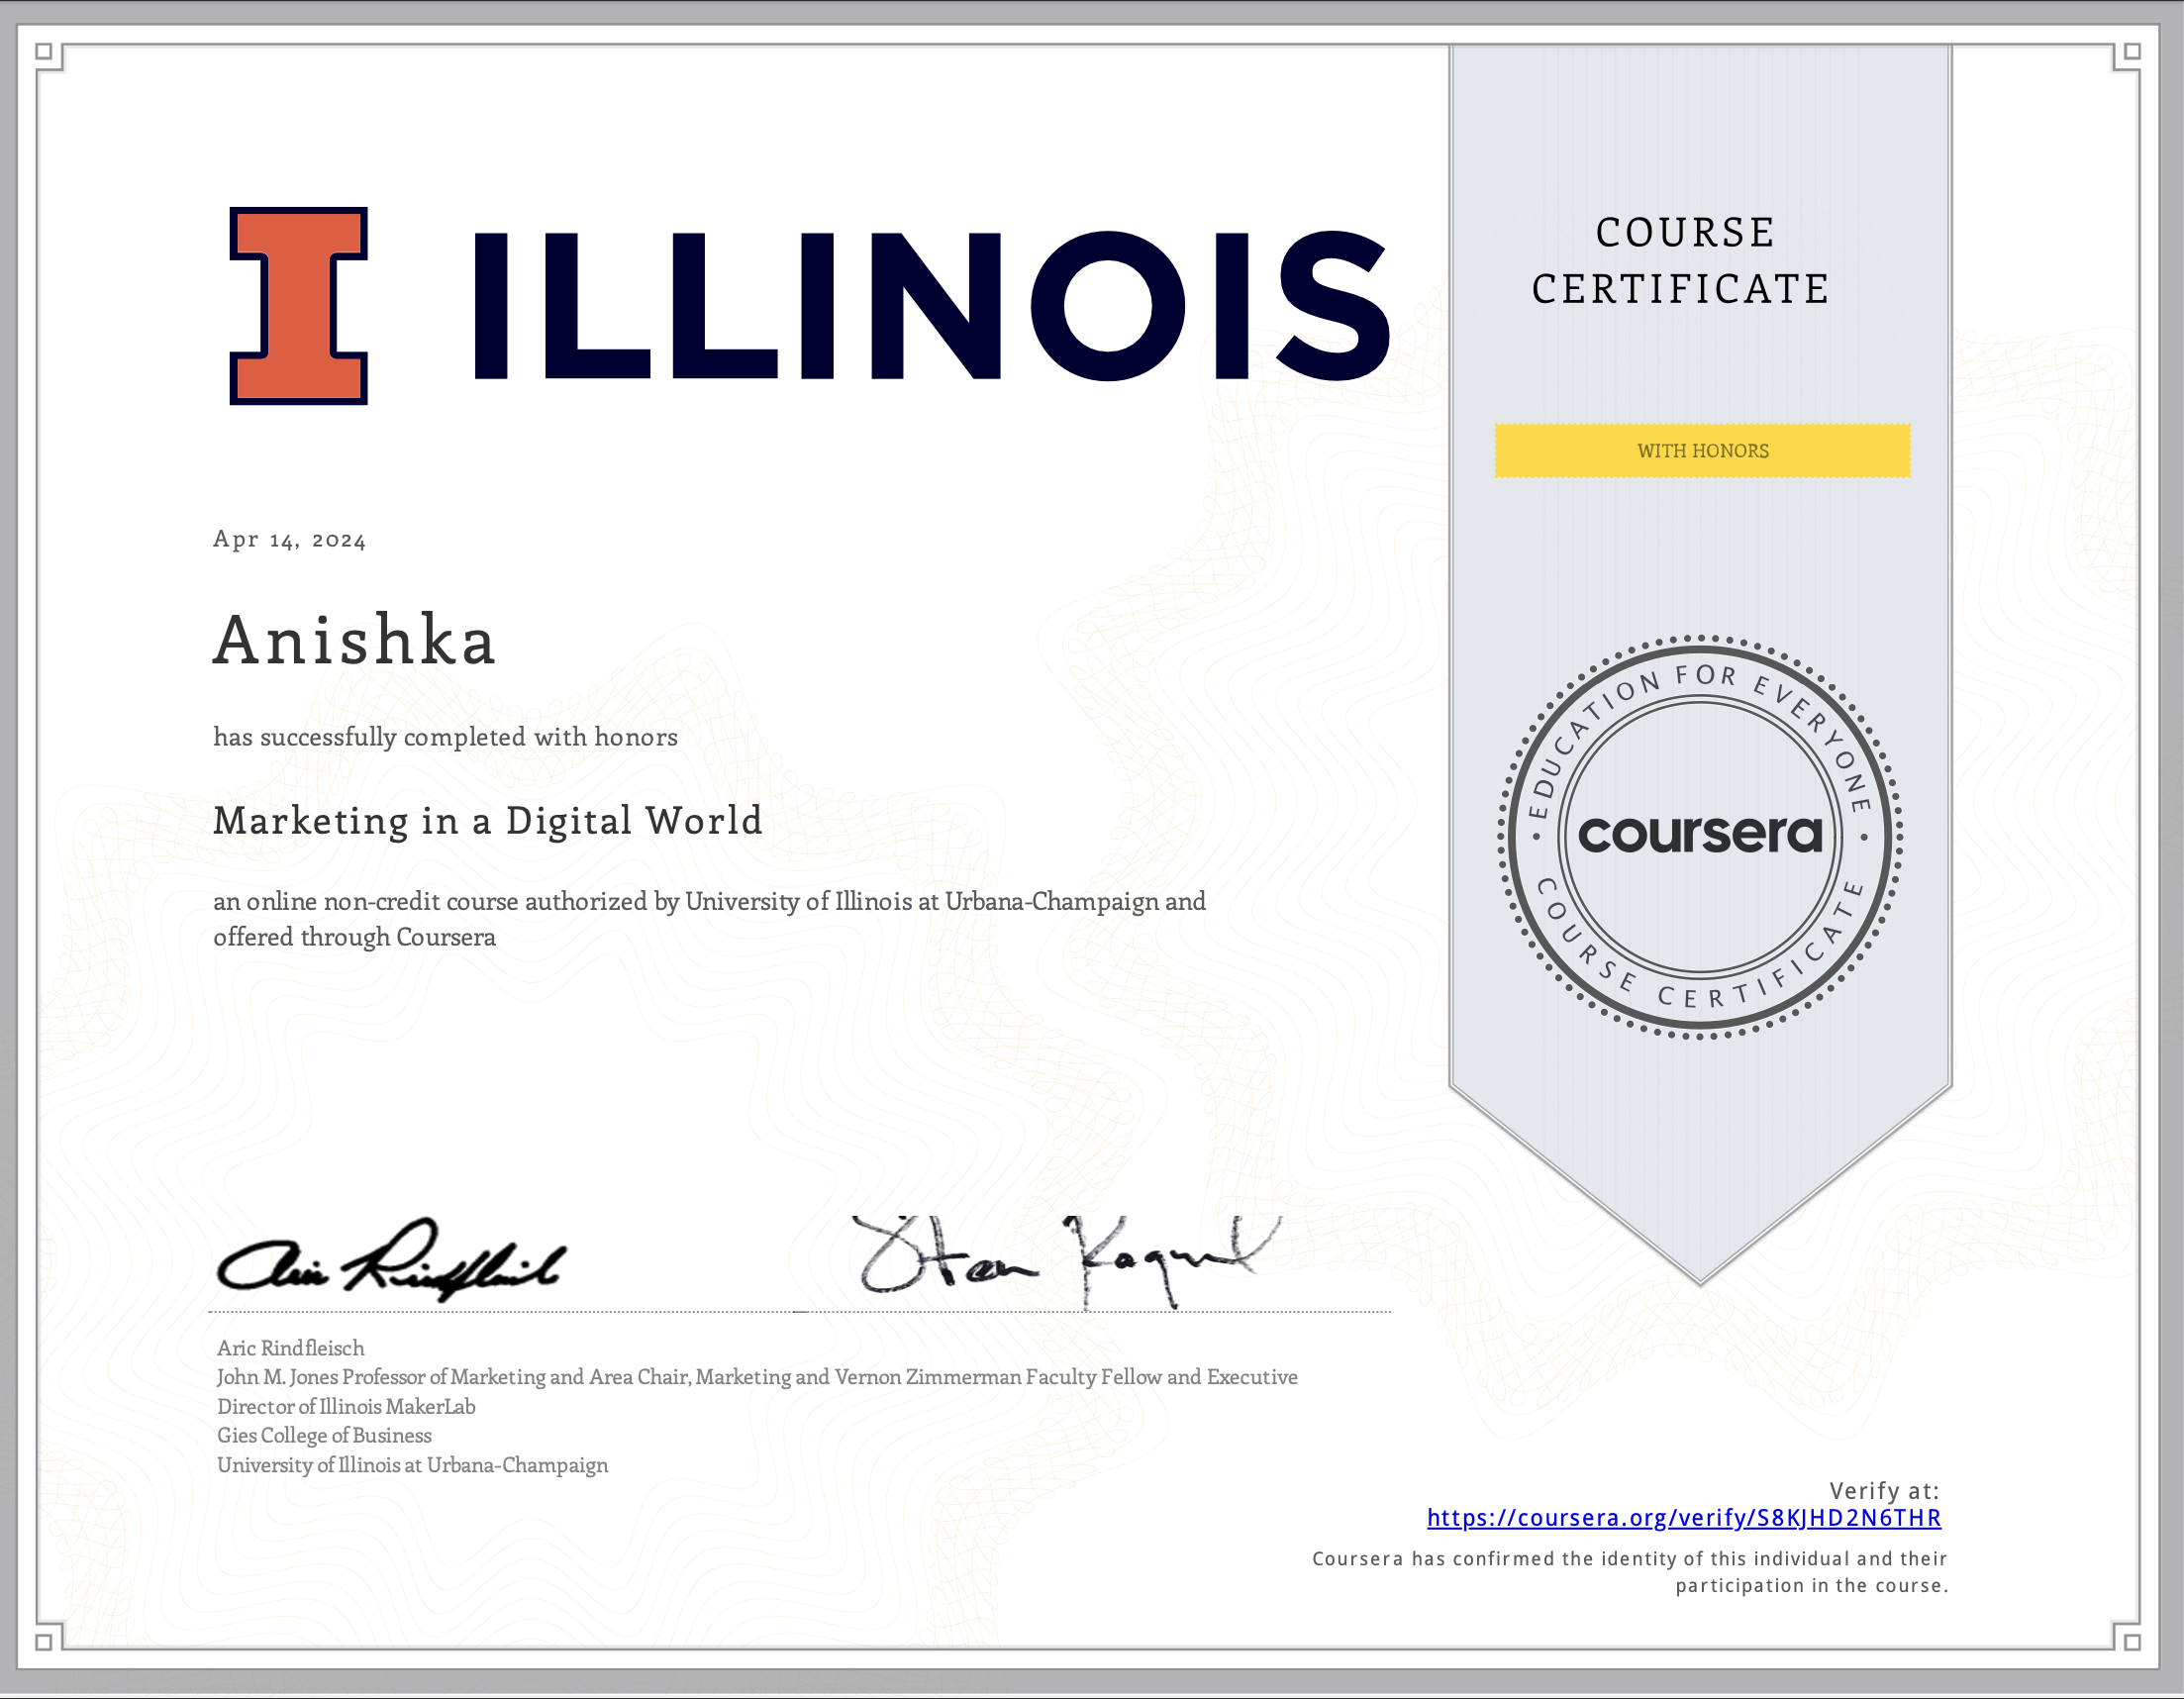 I ILLINOIS
COURSE
CERTIFICATE
WITH HONORS
Apr 14, 2024
Anishka
has successfully completed with honors
Marketing in a Digital World
an online non-credit course authorized by University of Illinois at Urbana-Champaign and
offered through Coursera
EDUCATION FOR EVERYONE
coursera
COURSE CERTIFICATE
Aric Rindfleisch
Aric Rindfleisch
John M. Jones Professor of Marketing and Area Chair, Marketing and Vernon Zimmerman Faculty Fellow and Executive
Director of Illinois MakerLab
Gies College of Business
University of Illinois at Urbana-Champaign
Verify at:
https://coursera.org/verify/S8KJHD2N6THR
Coursera has confirmed the identity of this individual and their
participation in the course.